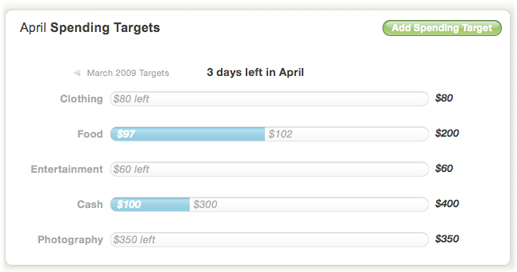 April Spending Targets
Add Spending Target
March 2009 Targets
3 days left in April
Clothing $80 left $80
Food $97 $102 $200
Entertainment $60 left $60
Cash $100 $300 $400
Photography $350 left $350